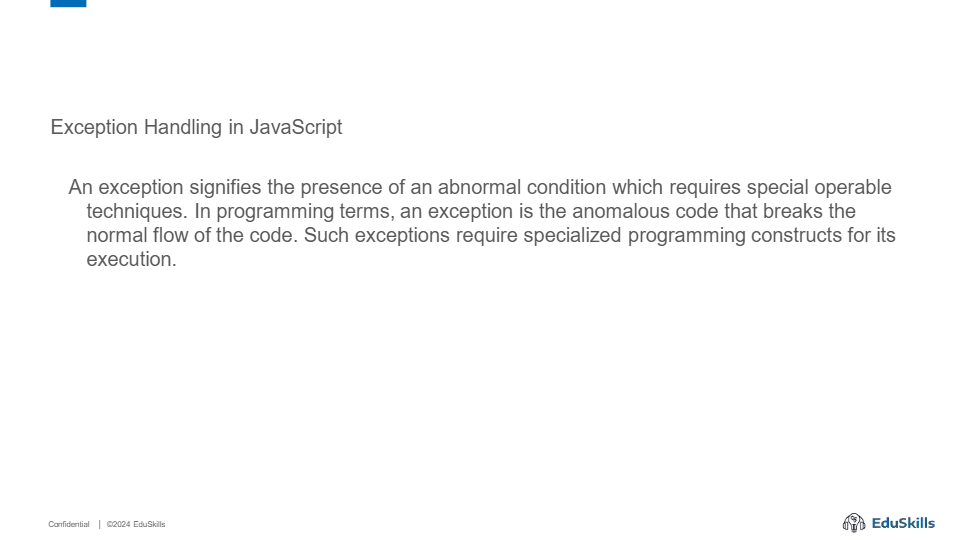 Exception Handling in JavaScript
An exception signifies the presence of an abnormal condition which requires special operable
techniques. In programming terms, an exception is the anomalous code that breaks the
normal flow of the code. Such exceptions require specialized programming constructs for its
execution.
Confidential | ©2024 EduSkills
EduSkills